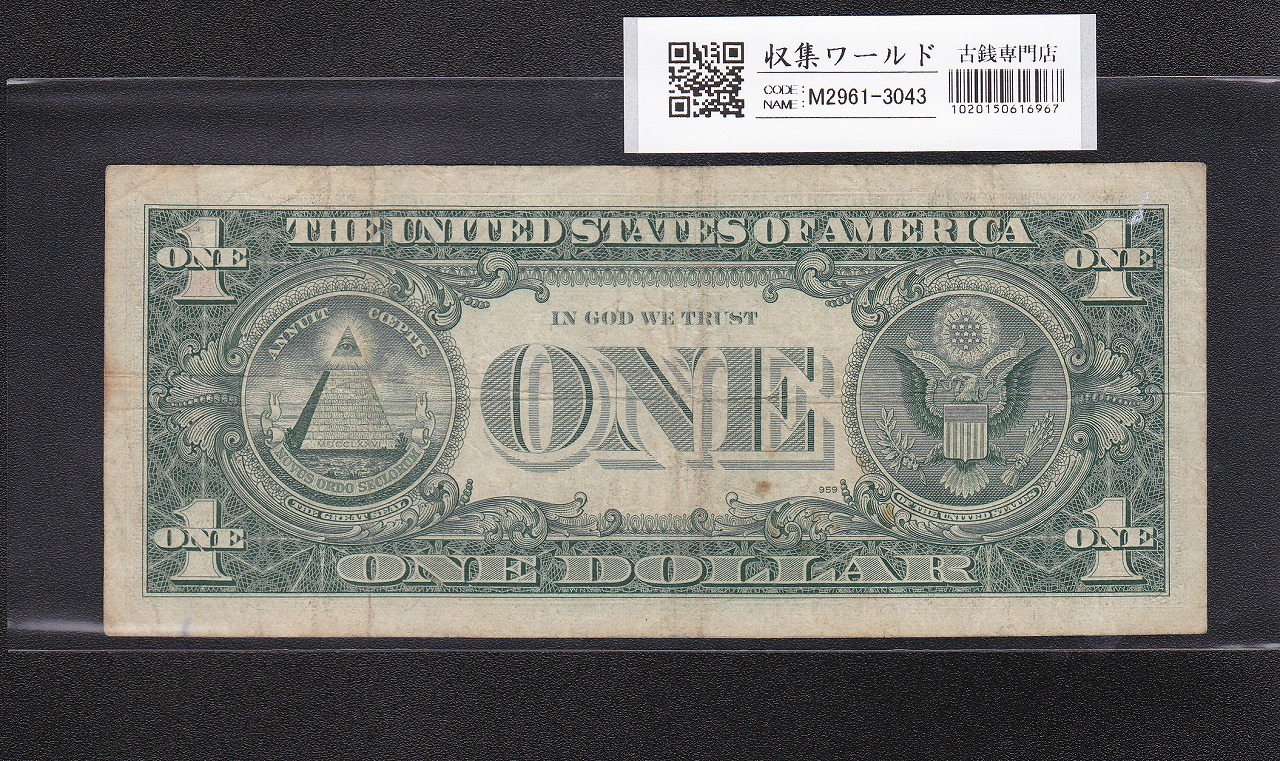 収集ワールド 古銭専門店
CODE:
NAME: M2961-3043
1020150616967
THE UNITED STATES OF AMERICA
1 ONE
1 ONE
ANNUIT CŒPTIS
IN GOD WE TRUST
ONE
MDCCLXXVI
NOVUS ORDO SECLORUM
THE GREAT SEAL
959
OF THE UNITED STATES
1 ONE
1 ONE
ONE DOLLAR